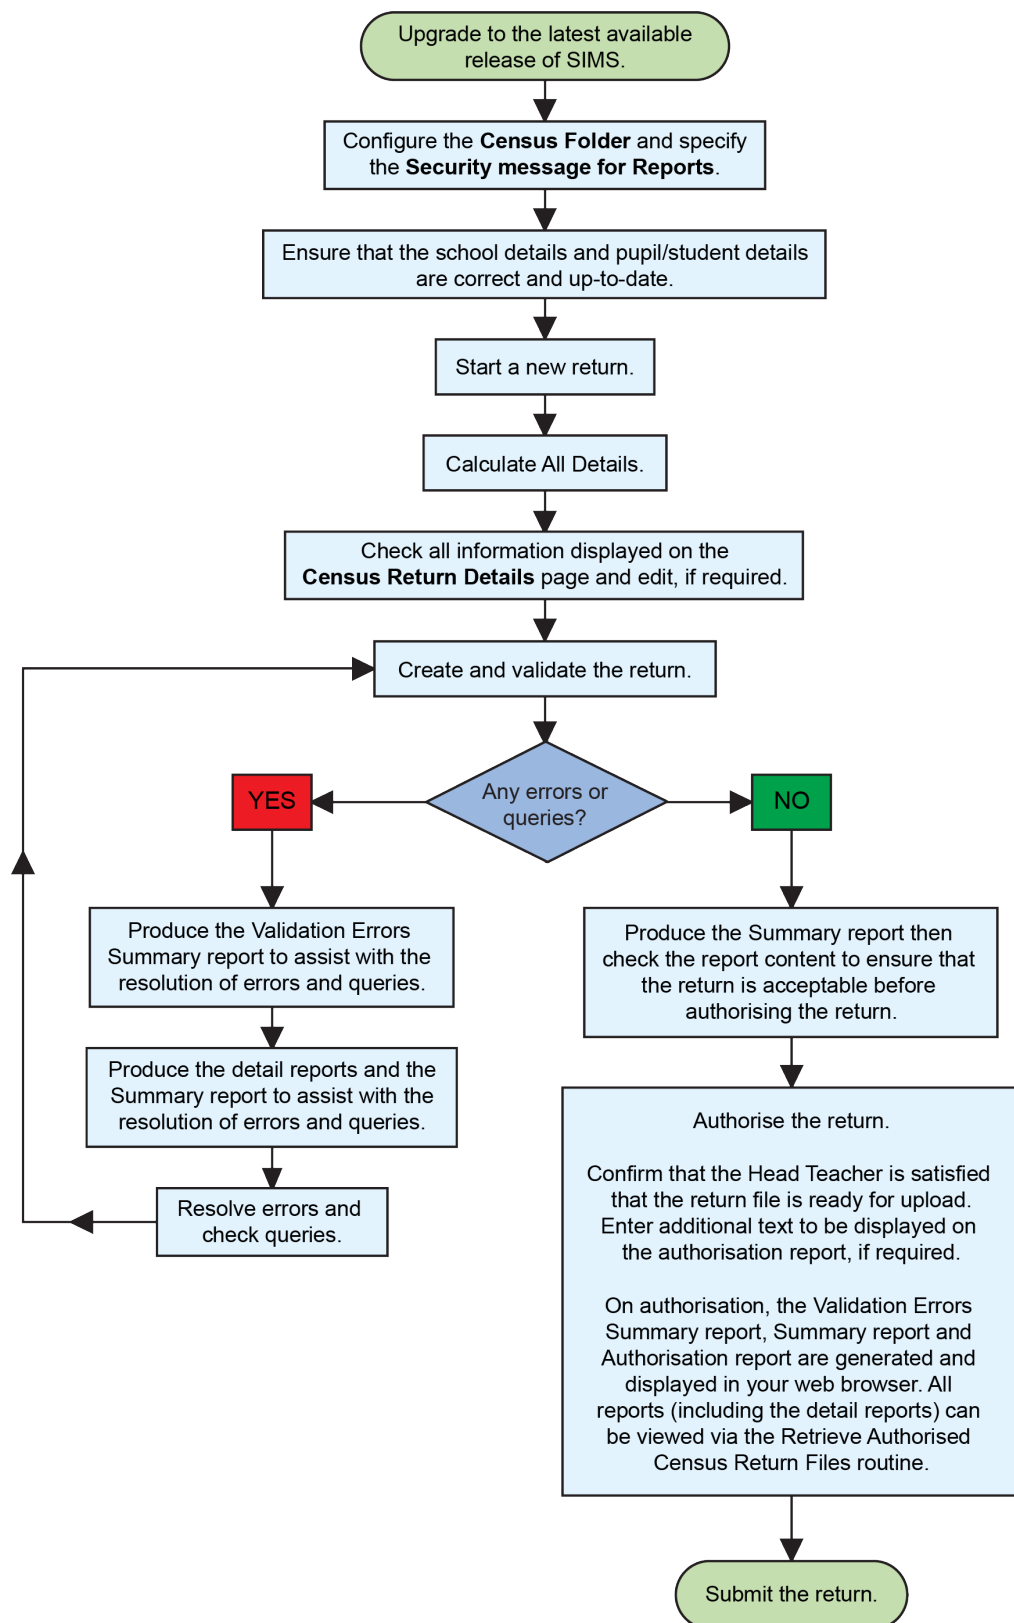 Upgrade to the latest available
release of SIMS.
Configure the Census Folder and specify
the Security message for Reports.
Ensure that the school details and pupil/student details
are correct and up-to-date.
Start a new return.
Calculate All Details.
Check all information displayed on the
Census Return Details page and edit, if required.
Create and validate the return.
Any errors or
queries?
YES
NO
Produce the Validation Errors
Summary report to assist with the
resolution of errors and queries.
Produce the detail reports and the
Summary report to assist with the
resolution of errors and queries.
Resolve errors and
check queries.
Produce the Summary report then
check the report content to ensure that
the return is acceptable before
authorising the return.
Authorise the return.
Confirm that the Head Teacher is satisfied
that the return file is ready for upload.
Enter additional text to be displayed on
the authorisation report, if required.
On authorisation, the Validation Errors
Summary report, Summary report and
Authorisation report are generated and
displayed in your web browser. All
reports (including the detail reports) can
be viewed via the Retrieve Authorised
Census Return Files routine.
Submit the return.